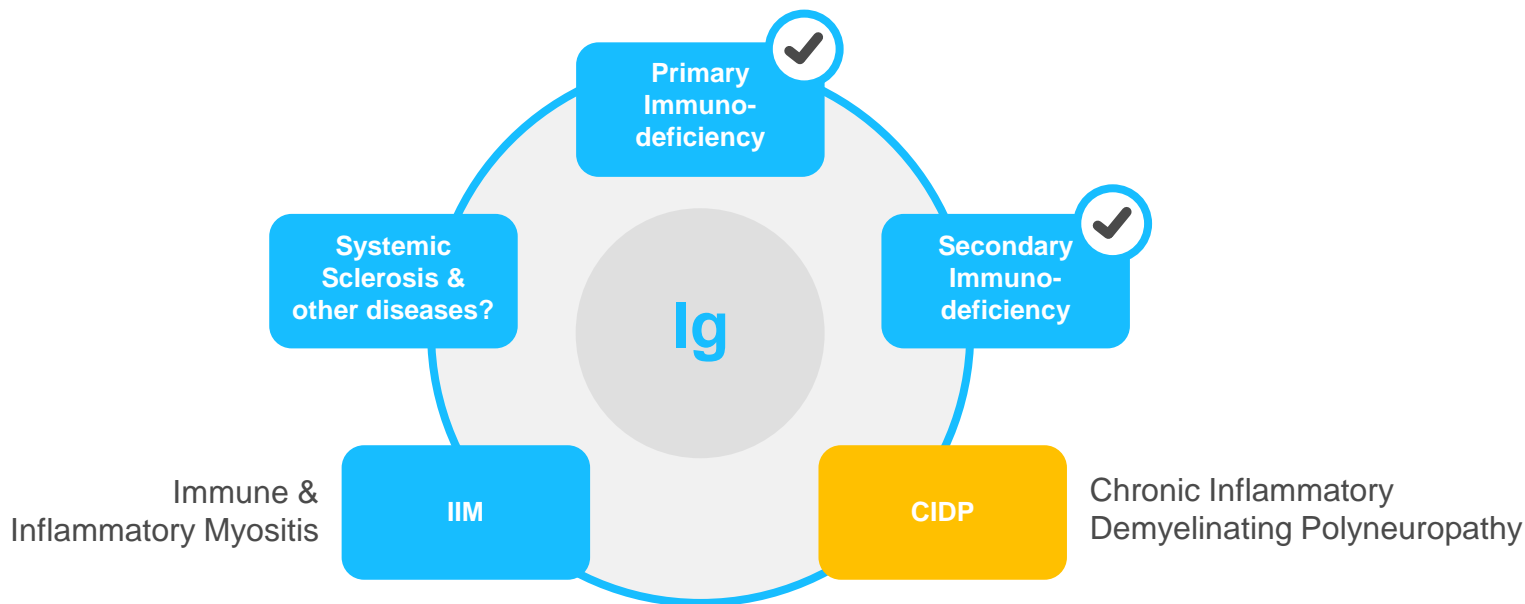 Primary
Immuno-
deficiency
Systemic
Sclerosis &
other diseases?
Secondary
Immuno-
deficiency
Ig
Immune &
Inflammatory Myositis
IIM
CIDP
Chronic Inflammatory
Demyelinating Polyneuropathy